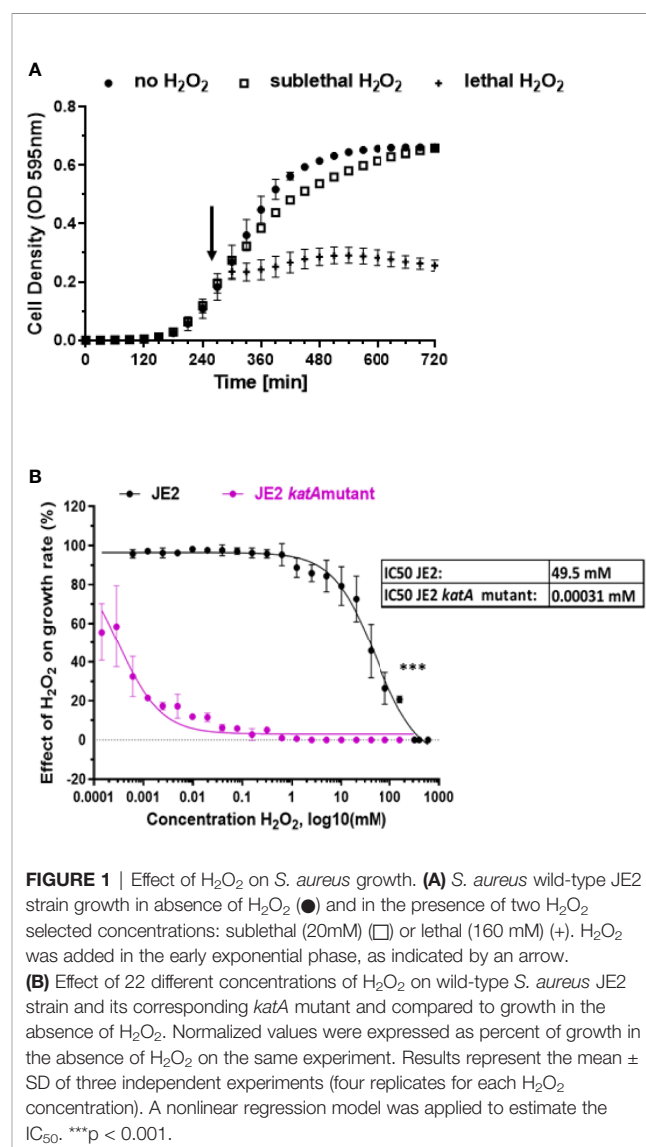 A
● no H₂O₂ □ sublethal H₂O₂ + lethal H₂O₂
Cell Density (OD 595nm)
0.8
0.6
0.4
0.2
0.0
0 120 240 360 480 600 720
Time [min]
B
JE2 JE2 katAmutant
Effect of H₂O₂ on growth rate (%)
120
100
80
60
40
20
0
-20
IC50 JE2: 49.5 mM
IC50 JE2 katA mutant: 0.00031 mM
***
0.0001 0.001 0.01 0.1 1 10 100 1000
Concentration H₂O₂, log10(mM)
FIGURE 1 | Effect of H₂O₂ on S. aureus growth. (A) S. aureus wild-type JE2
strain growth in absence of H₂O₂ (●) and in the presence of two H₂O₂
selected concentrations: sublethal (20mM) (□) or lethal (160 mM) (+). H₂O₂
was added in the early exponential phase, as indicated by an arrow.
(B) Effect of 22 different concentrations of H₂O₂ on wild-type S. aureus JE2
strain and its corresponding katA mutant and compared to growth in the
absence of H₂O₂. Normalized values were expressed as percent of growth in
the absence of H₂O₂ on the same experiment. Results represent the mean ±
SD of three independent experiments (four replicates for each H₂O₂
concentration). A nonlinear regression model was applied to estimate the
IC₅₀. ***p < 0.001.